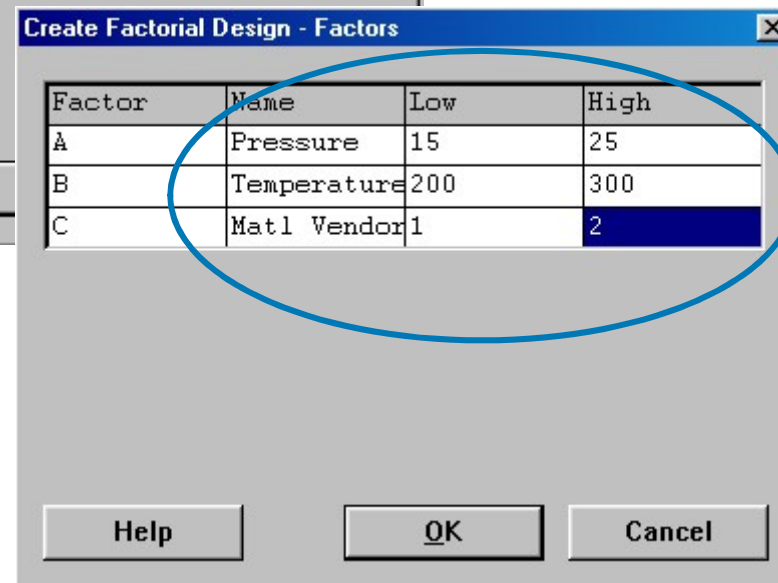 Create Factorial Design - Factors
Factor Name Low High
A Pressure 15 25
B Temperature 200 300
C Matl Vendor 1 2
Help OK Cancel